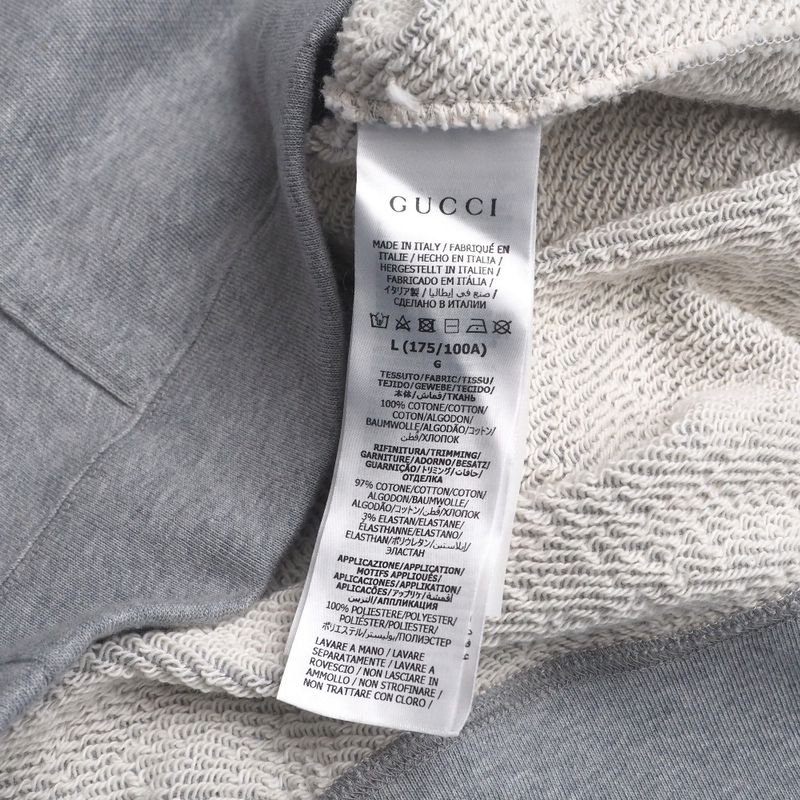 GUCCI
MADE IN ITALY / FABRIQUÉ EN
ITALIE / HECHO EN ITALIA /
HERGESTELLT IN ITALIEN /
FABRICADO EM ITÁLIA /
イタリア製 / صنع في إيطاليا /
СДЕЛАНО В ИТАЛИИ
L (175/100A)
G
TESSUTO/FABRIC/TISSU/
TEJIDO/GEWEBE/TECIDO/
本体/قماش/ТКАНЬ
100% COTONE/COTTON/
COTON/ALGODON/
BAUMWOLLE/ALGODÃO/コットン/
قطن/ХЛОПОК
RIFINITURA/TRIMMING/
GARNITURE/ADORNO/BESATZ/
GUARNIÇÃO/トリミング/حافات/
ОТДЕЛКА
97% COTONE/COTTON/COTON/
ALGODON/BAUMWOLLE/
ALGODÃO/コットン/قطن/ХЛОПОК
3% ELASTAN/ELASTANE/
ELASTHANNE/ELASTANO/
ELASTHAN/ポリウレタン/إيلاستين/
ЭЛАСТАН
APPLICAZIONE/APPLICATION/
MOTIFS APPLIQUÉS/
APLICACIONES/APPLIKATION/
APLICAÇÕES/アップリケ/أقمشة
التزيين/АППЛИКАЦИЯ
100% POLIESTERE/POLYESTER/
POLIÉSTER/POLYESTER/
ポリエステル/بوليستر/ПОЛИЭСТЕР
LAVARE A MANO / LAVARE
SEPARATAMENTE / LAVARE A
ROVESCIO / NON LASCIARE IN
AMMOLLO / NON STROFINARE /
NON TRATTARE CON CLORO /